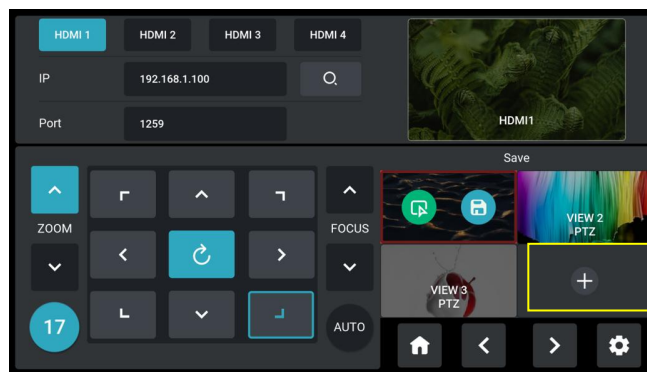 HDMI 1 HDMI 2 HDMI 3 HDMI 4
IP 192.168.1.100
Port 1259
HDMI1
Save
ZOOM
FOCUS
17
AUTO
VIEW 2
PTZ
VIEW 3
PTZ